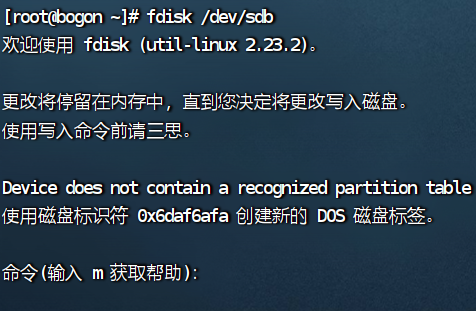 [root@bogon ~]# fdisk /dev/sdb
欢迎使用 fdisk (util-linux 2.23.2)。
更改将停留在内存中，直到您决定将更改写入磁盘。
使用写入命令前请三思。
Device does not contain a recognized partition table
使用磁盘标识符 0x6daf6afa 创建新的 DOS 磁盘标签。
命令(输入 m 获取帮助)：